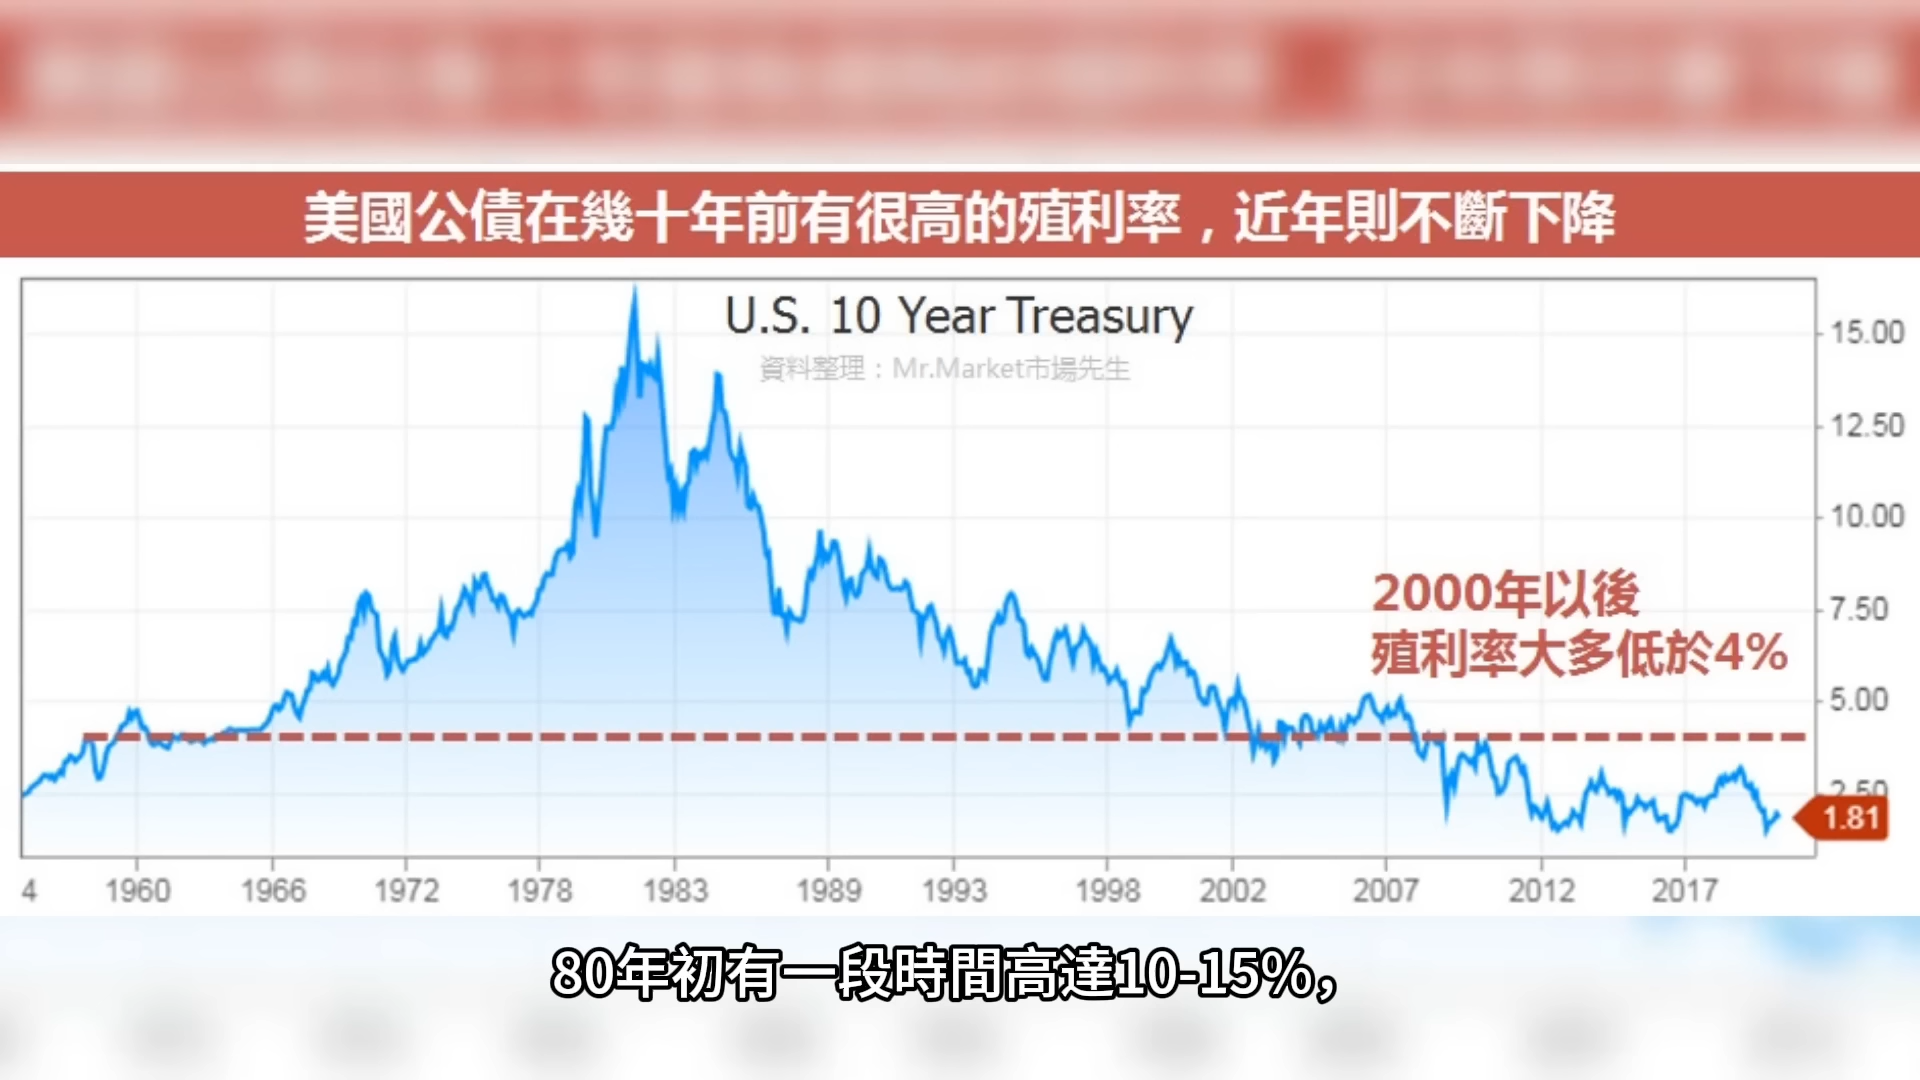 美國公債在幾十年前有很高的殖利率，近年則不斷下降
U.S. 10 Year Treasury
資料整理：Mr.Market市場先生
15.00
12.50
10.00
2000年以後
7.50
殖利率大多低於4%
5.00
2.50
1.81
4 1960 1966 1972 1978 1983 1989 1993 1998 2002 2007 2012 2017
80年初有一段時間高達10-15%，